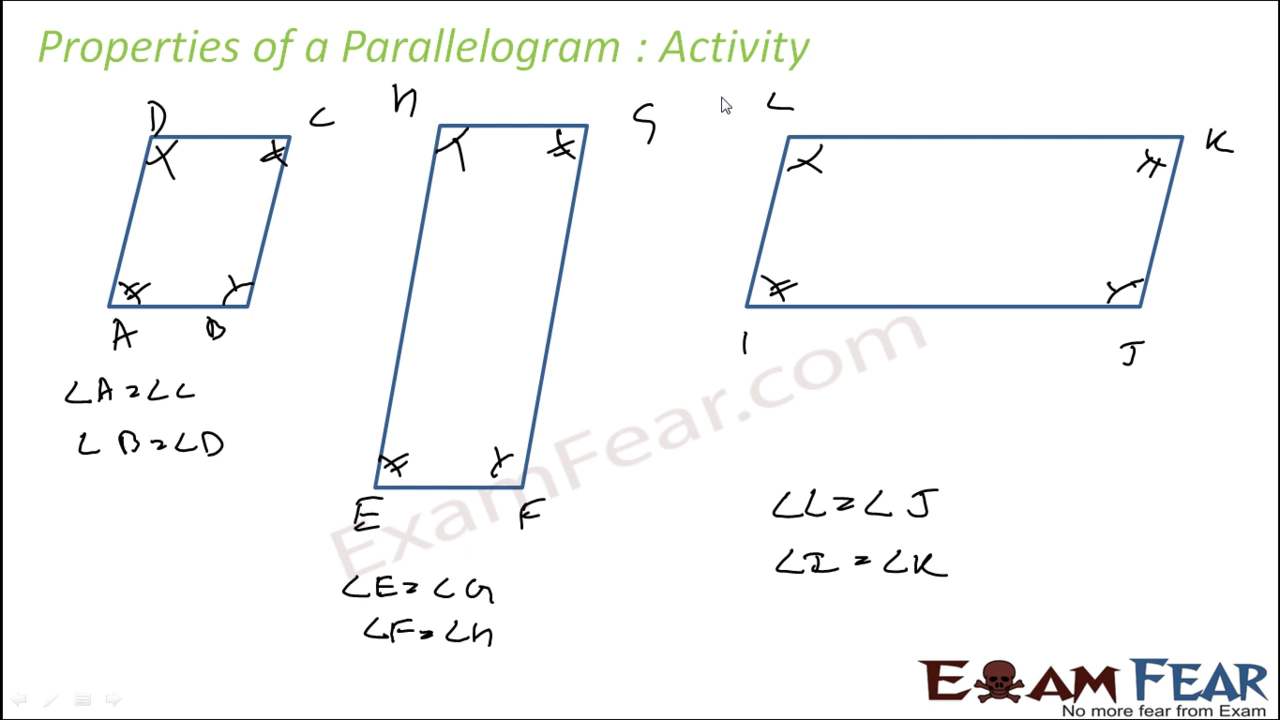 Properties of a Parallelogram : Activity
D
C
H
G
L
K
A
B
I
J
∠A=∠C
∠B=∠D
E
F
∠L=∠J
∠I=∠K
∠E=∠G
∠F=∠H
ExamFear.com
EXAM FEAR
No more fear from Exam